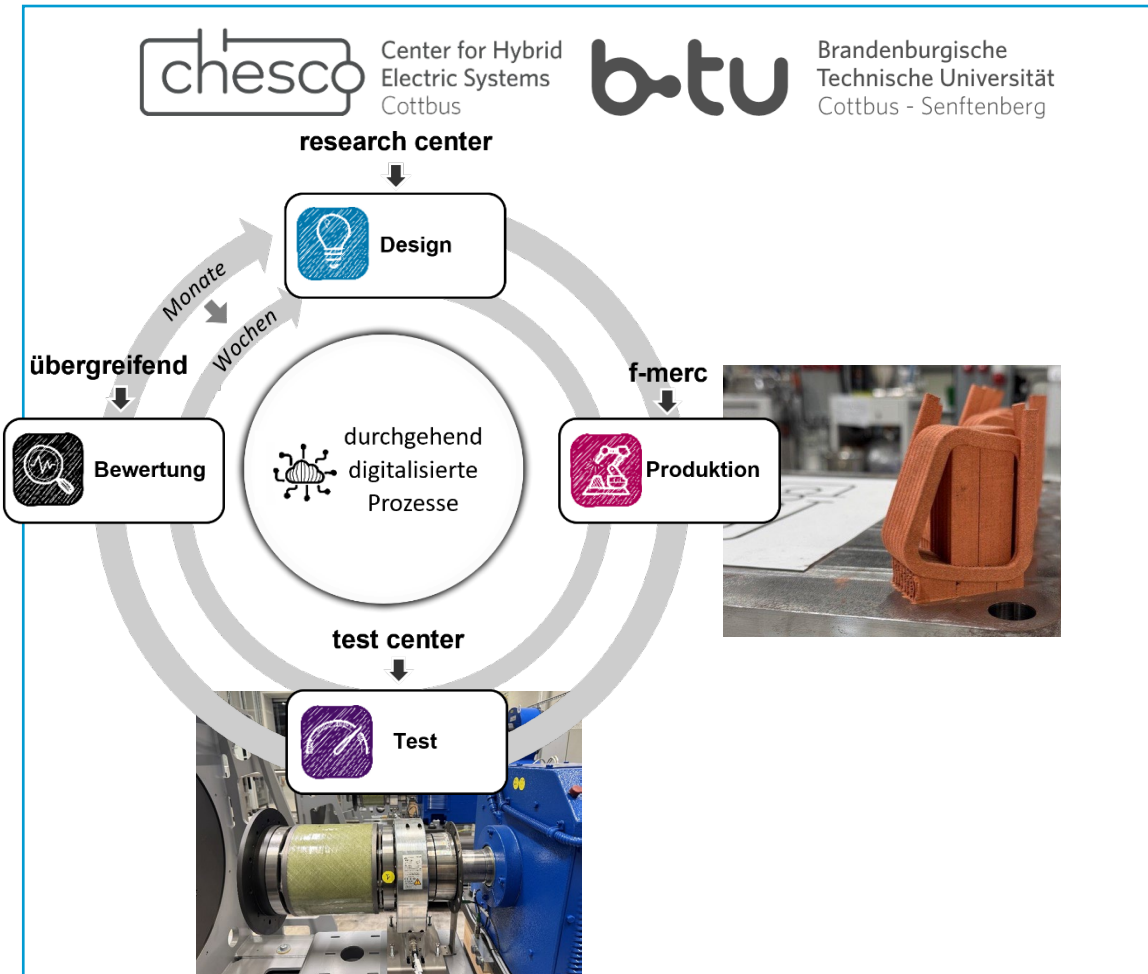 chesco
Center for Hybrid
Electric Systems
Cottbus
b-tu
Brandenburgische
Technische Universität
Cottbus - Senftenberg
research center
Design
Monate
Wochen
übergreifend
Bewertung
durchgehend
digitalisierte
Prozesse
f-merc
Produktion
test center
Test